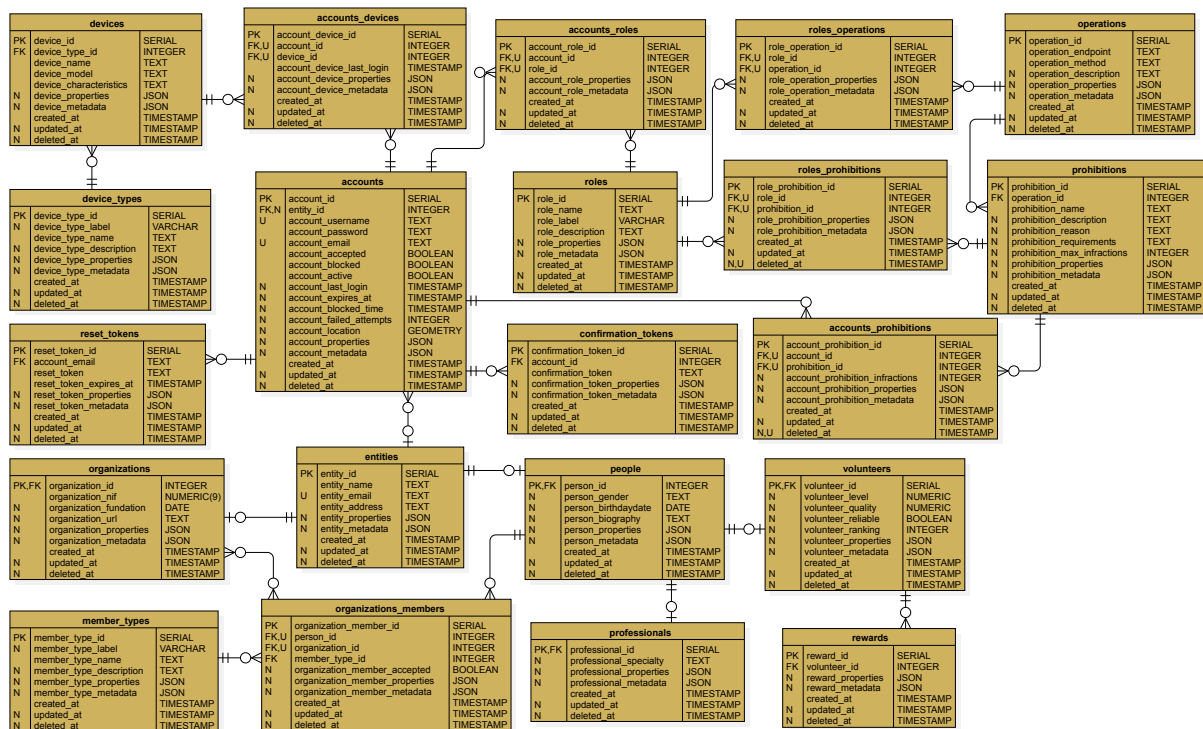 devices
PK device_id SERIAL
FK device_type_id INTEGER
device_name TEXT
device_model TEXT
device_characteristics TEXT
N device_properties JSON
N device_metadata JSON
created_at TIMESTAMP
N updated_at TIMESTAMP
N deleted_at TIMESTAMP
accounts_devices
PK account_device_id SERIAL
FK,U account_id INTEGER
FK,U device_id INTEGER
account_device_last_login TIMESTAMP
N account_device_properties JSON
N account_device_metadata JSON
created_at TIMESTAMP
N updated_at TIMESTAMP
N deleted_at TIMESTAMP
accounts_roles
PK account_role_id SERIAL
FK,U account_id INTEGER
FK,U role_id INTEGER
N account_role_properties JSON
N account_role_metadata JSON
created_at TIMESTAMP
N updated_at TIMESTAMP
N deleted_at TIMESTAMP
roles_operations
PK role_operation_id SERIAL
FK,U role_id INTEGER
FK,U operation_id INTEGER
N role_operation_properties JSON
N role_operation_metadata JSON
created_at TIMESTAMP
N updated_at TIMESTAMP
N deleted_at TIMESTAMP
operations
PK operation_id SERIAL
operation_endpoint TEXT
operation_method TEXT
N operation_description TEXT
N operation_properties JSON
N operation_metadata JSON
created_at TIMESTAMP
N updated_at TIMESTAMP
N deleted_at TIMESTAMP
device_types
PK device_type_id SERIAL
N device_type_label VARCHAR
device_type_name TEXT
N device_type_description TEXT
N device_type_properties JSON
N device_type_metadata JSON
created_at TIMESTAMP
N updated_at TIMESTAMP
N deleted_at TIMESTAMP
accounts
PK account_id SERIAL
FK,N entity_id INTEGER
U account_username TEXT
account_password TEXT
U account_email TEXT
account_accepted BOOLEAN
account_blocked BOOLEAN
account_active BOOLEAN
N account_last_login TIMESTAMP
N account_expires_at TIMESTAMP
N account_blocked_time TIMESTAMP
N account_failed_attempts INTEGER
N account_location GEOMETRY
N account_properties JSON
N account_metadata JSON
created_at TIMESTAMP
N updated_at TIMESTAMP
N deleted_at TIMESTAMP
roles
PK role_id SERIAL
role_name TEXT
role_label VARCHAR
role_description TEXT
N role_properties JSON
N role_metadata JSON
created_at TIMESTAMP
N updated_at TIMESTAMP
N deleted_at TIMESTAMP
roles_prohibitions
PK role_prohibition_id SERIAL
FK,U role_id INTEGER
FK,U prohibition_id INTEGER
N role_prohibition_properties JSON
N role_prohibition_metadata JSON
created_at TIMESTAMP
N updated_at TIMESTAMP
N,U deleted_at TIMESTAMP
prohibitions
PK prohibition_id SERIAL
FK operation_id INTEGER
prohibition_name TEXT
N prohibition_description TEXT
N prohibition_reason TEXT
N prohibition_requirements TEXT
N prohibition_max_infractions INTEGER
N prohibition_properties JSON
N prohibition_metadata JSON
created_at TIMESTAMP
N updated_at TIMESTAMP
N deleted_at TIMESTAMP
reset_tokens
PK reset_token_id SERIAL
FK account_email TEXT
reset_token TEXT
reset_token_expires_at TIMESTAMP
N reset_token_properties JSON
N reset_token_metadata JSON
created_at TIMESTAMP
N updated_at TIMESTAMP
N deleted_at TIMESTAMP
confirmation_tokens
PK confirmation_token_id SERIAL
FK account_id INTEGER
confirmation_token TEXT
N confirmation_token_properties JSON
N confirmation_token_metadata JSON
created_at TIMESTAMP
N updated_at TIMESTAMP
N deleted_at TIMESTAMP
accounts_prohibitions
PK account_prohibition_id SERIAL
FK,U account_id INTEGER
FK,U prohibition_id INTEGER
N account_prohibition_infractions INTEGER
N account_prohibition_properties JSON
N account_prohibition_metadata JSON
created_at TIMESTAMP
N updated_at TIMESTAMP
N,U deleted_at TIMESTAMP
organizations
PK,FK organization_id INTEGER
organization_nif NUMERIC(9)
N organization_fundation DATE
N organization_url TEXT
N organization_properties JSON
N organization_metadata JSON
created_at TIMESTAMP
N updated_at TIMESTAMP
N deleted_at TIMESTAMP
entities
PK entity_id SERIAL
entity_name TEXT
U entity_email TEXT
entity_address TEXT
N entity_properties JSON
N entity_metadata JSON
created_at TIMESTAMP
N updated_at TIMESTAMP
N deleted_at TIMESTAMP
people
PK,FK person_id INTEGER
N person_gender TEXT
N person_birthdaydate DATE
N person_biography TEXT
N person_properties JSON
N person_metadata JSON
created_at TIMESTAMP
N updated_at TIMESTAMP
N deleted_at TIMESTAMP
volunteers
PK,FK volunteer_id SERIAL
N volunteer_level NUMERIC
N volunteer_quality NUMERIC
N volunteer_reliable BOOLEAN
N volunteer_ranking INTEGER
N volunteer_properties JSON
N volunteer_metadata JSON
created_at TIMESTAMP
N updated_at TIMESTAMP
N deleted_at TIMESTAMP
member_types
PK member_type_id SERIAL
N member_type_label VARCHAR
member_type_name TEXT
N member_type_description TEXT
N member_type_properties JSON
N member_type_metadata JSON
created_at TIMESTAMP
N updated_at TIMESTAMP
N deleted_at TIMESTAMP
organizations_members
PK organization_member_id SERIAL
FK,U person_id INTEGER
FK,U organization_id INTEGER
FK member_type_id INTEGER
N organization_member_accepted BOOLEAN
N organization_member_properties JSON
N organization_member_metadata JSON
created_at TIMESTAMP
N updated_at TIMESTAMP
N deleted_at TIMESTAMP
professionals
PK,FK professional_id SERIAL
N professional_specialty TEXT
N professional_properties JSON
N professional_metadata JSON
created_at TIMESTAMP
N updated_at TIMESTAMP
N deleted_at TIMESTAMP
rewards
PK reward_id SERIAL
FK volunteer_id INTEGER
N reward_properties JSON
N reward_metadata JSON
created_at TIMESTAMP
N updated_at TIMESTAMP
N deleted_at TIMESTAMP